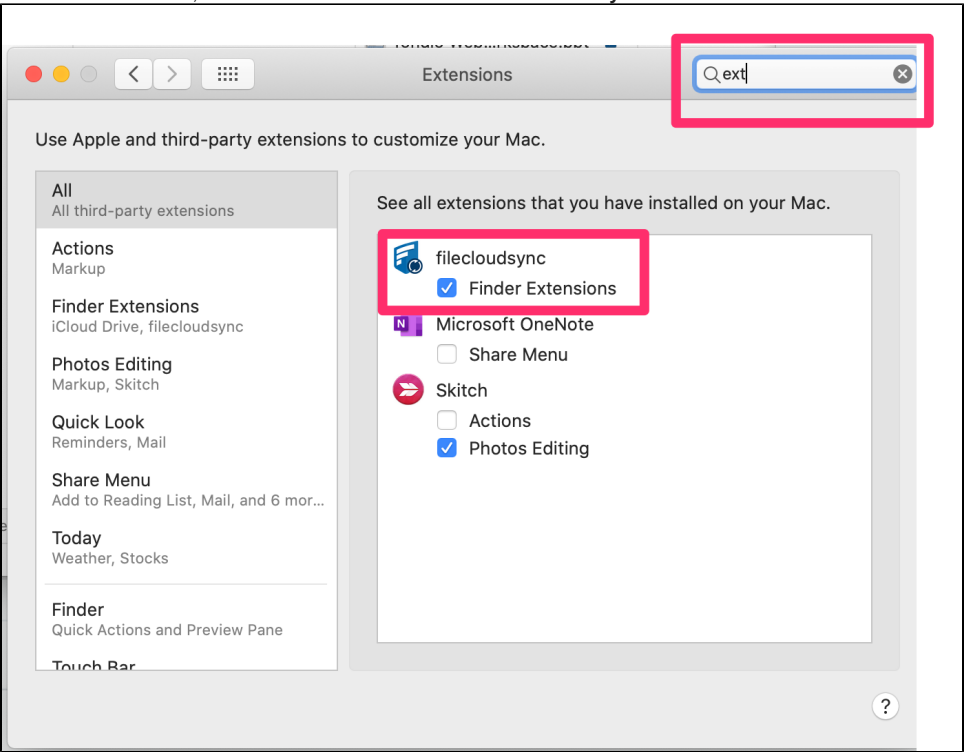 Extensions
ext
Use Apple and third-party extensions to customize your Mac.
All
All third-party extensions
Actions
Markup
Finder Extensions
iCloud Drive, filecloudsync
Photos Editing
Markup, Skitch
Quick Look
Reminders, Mail
Share Menu
Add to Reading List, Mail, and 6 mor...
Today
Weather, Stocks
Finder
Quick Actions and Preview Pane
Touch Bar
See all extensions that you have installed on your Mac.
filecloudsync
Finder Extensions
N
Microsoft OneNote
Share Menu
Skitch
Actions
Photos Editing
?